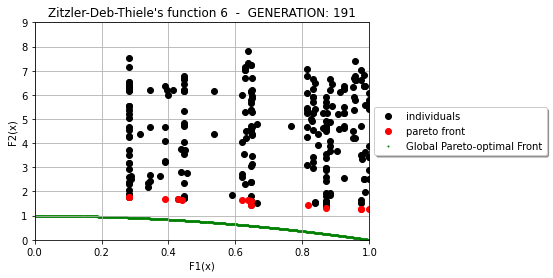 Zitzler-Deb-Thiele's function 6 - GENERATION: 191
9
8
7
6
5
4
3
2
1
0
F2(x)
0.0 0.2 0.4 0.6 0.8 1.0
F1(x)
individuals
pareto front
Global Pareto-optimal Front